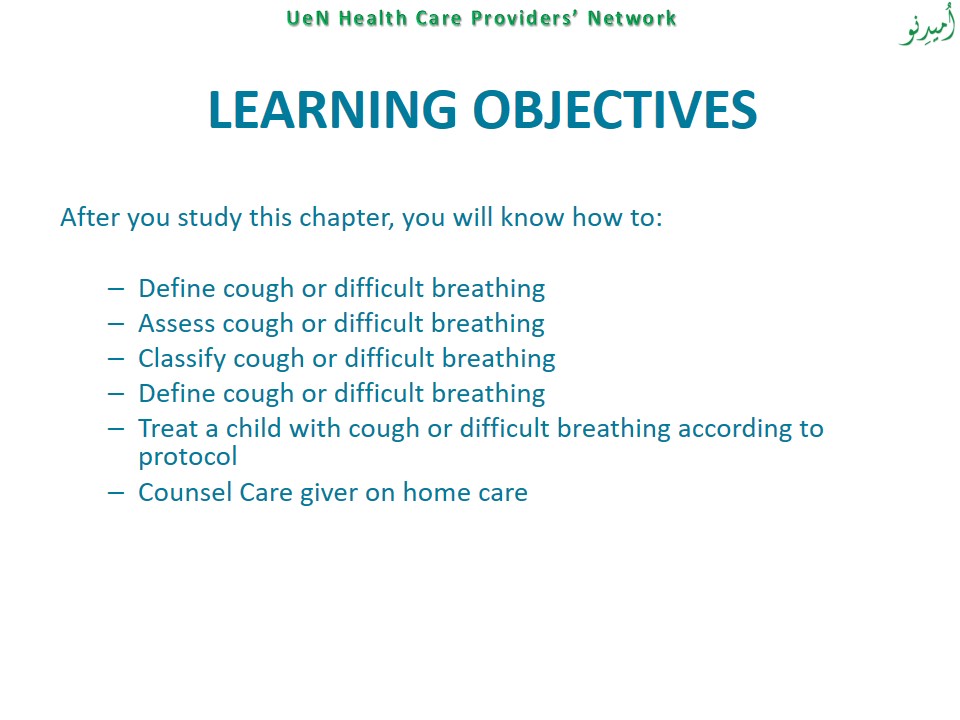 UeN Health Care Providers’ Network
اُميدِنو
LEARNING OBJECTIVES
After you study this chapter, you will know how to:
– Define cough or difficult breathing
– Assess cough or difficult breathing
– Classify cough or difficult breathing
– Define cough or difficult breathing
– Treat a child with cough or difficult breathing according to
protocol
– Counsel Care giver on home care